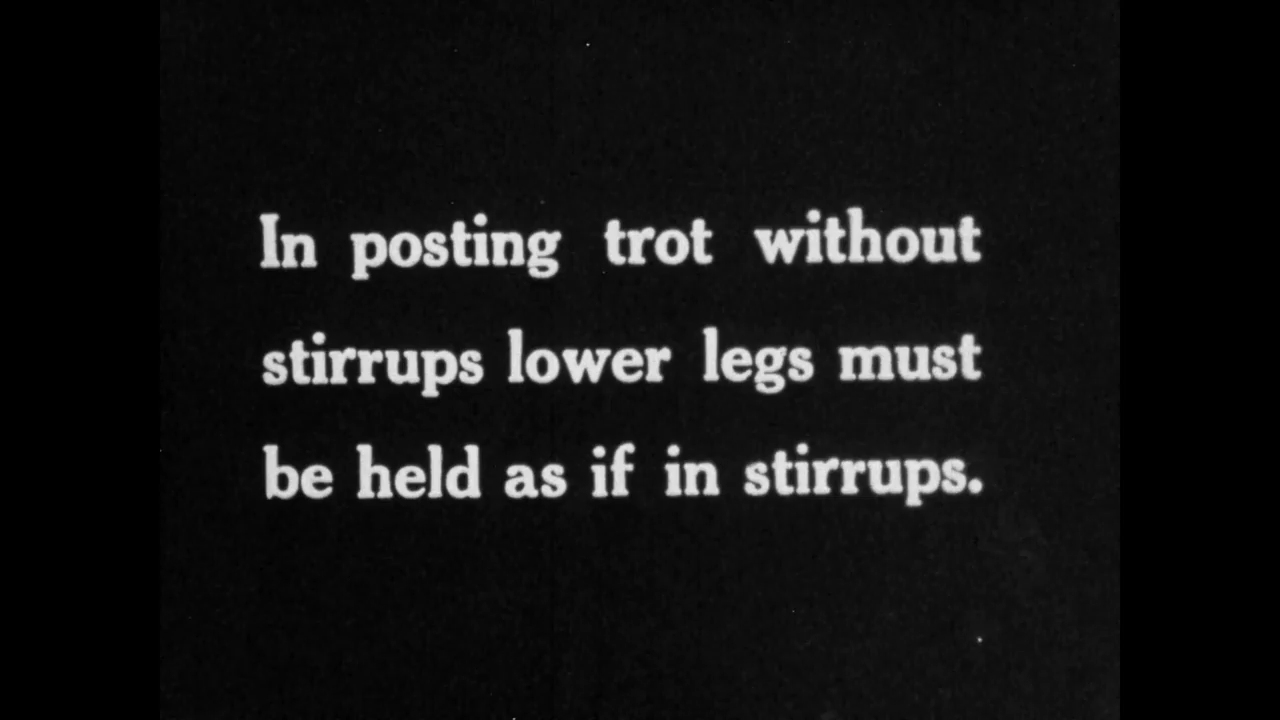 In posting trot without
stirrups lower legs must
be held as if in stirrups.